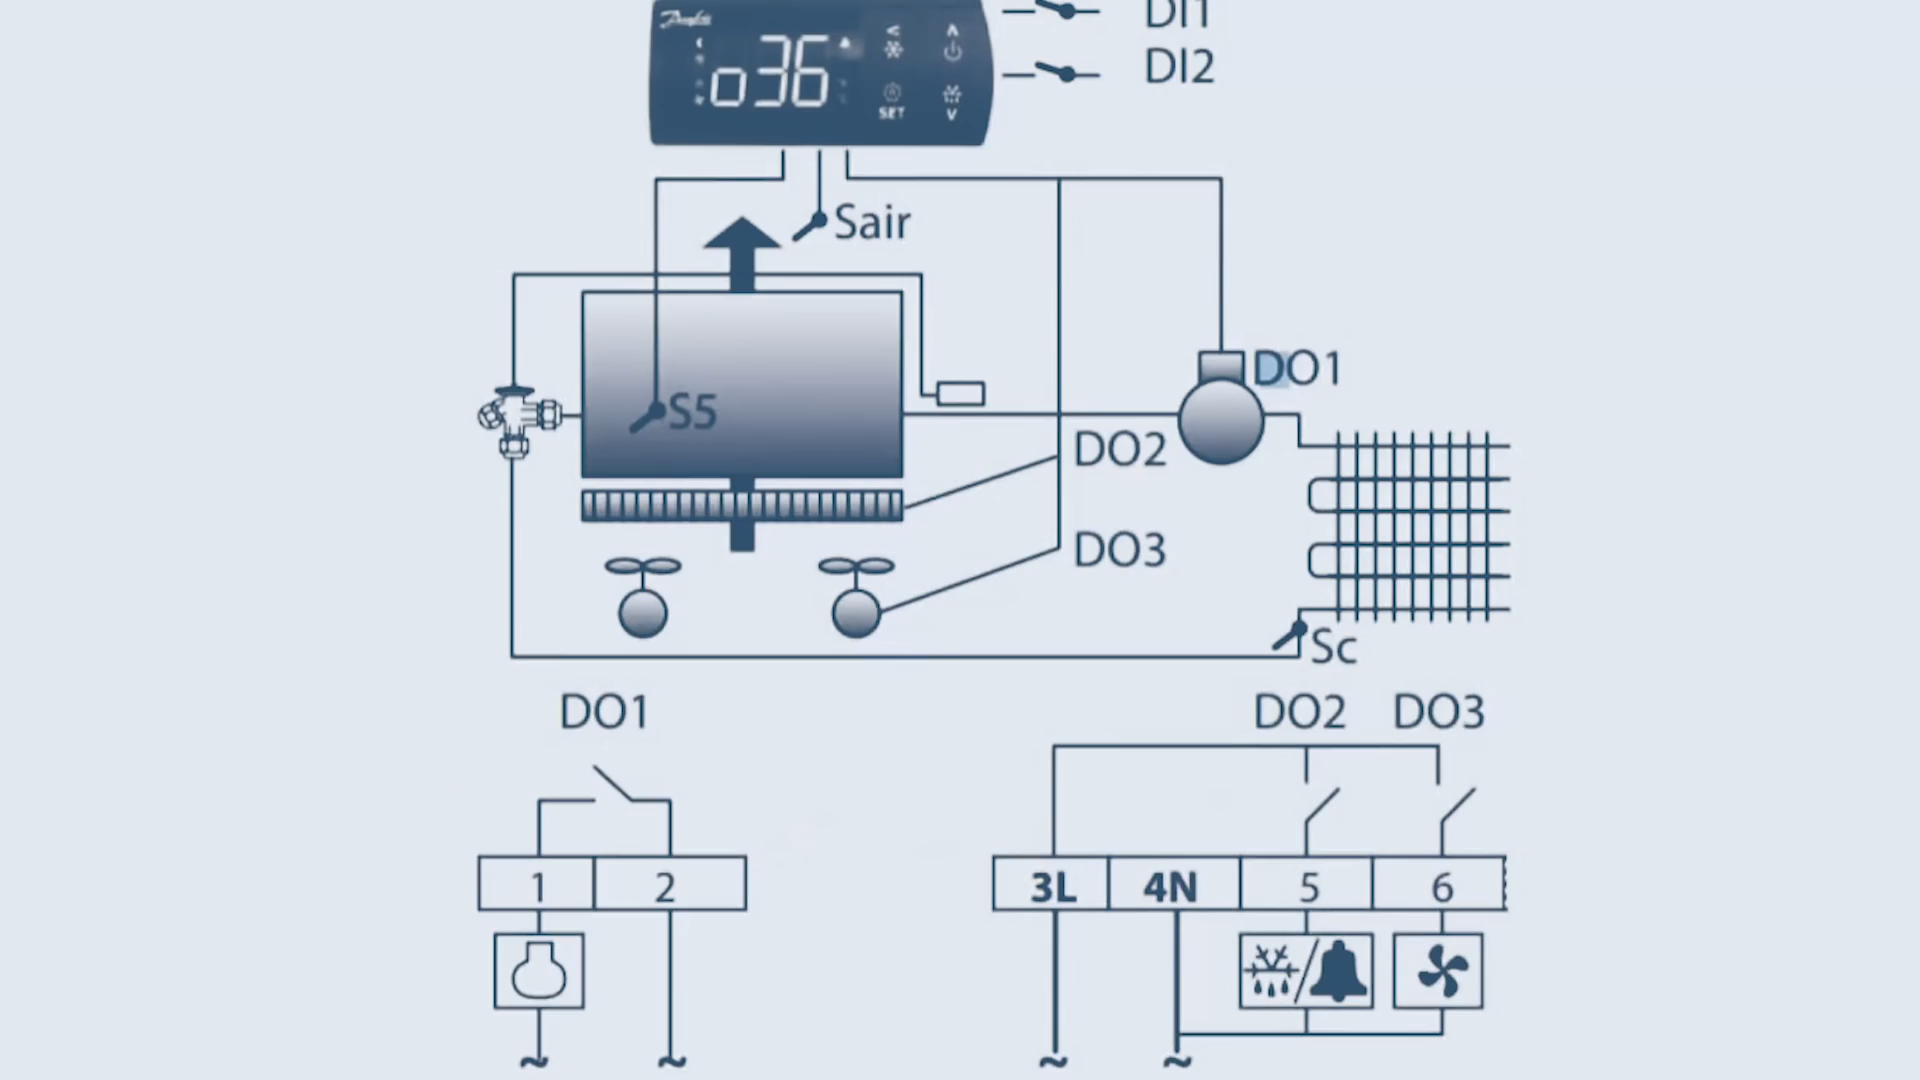 Danfoss
DI1
o36
SET
DI2
Sair
DO1
S5
DO2
DO3
Sc
DO1
DO2 DO3
1 2
3L 4N 5 6